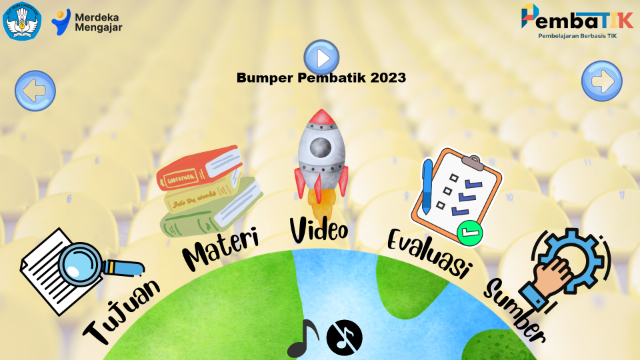 Merdeka
Mengajar
PembaTIK
Pembelajaran Berbasis TIK
Bumper Pembatik 2023
Tujuan
Materi
Video
Evaluasi
Sumber